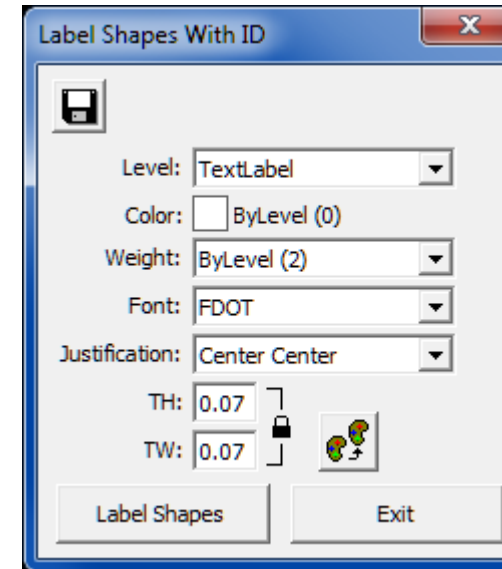 Label Shapes With ID
Level: TextLabel
Color: ByLevel (0)
Weight: ByLevel (2)
Font: FDOT
Justification: Center Center
TH: 0.07
TW: 0.07
Label Shapes Exit